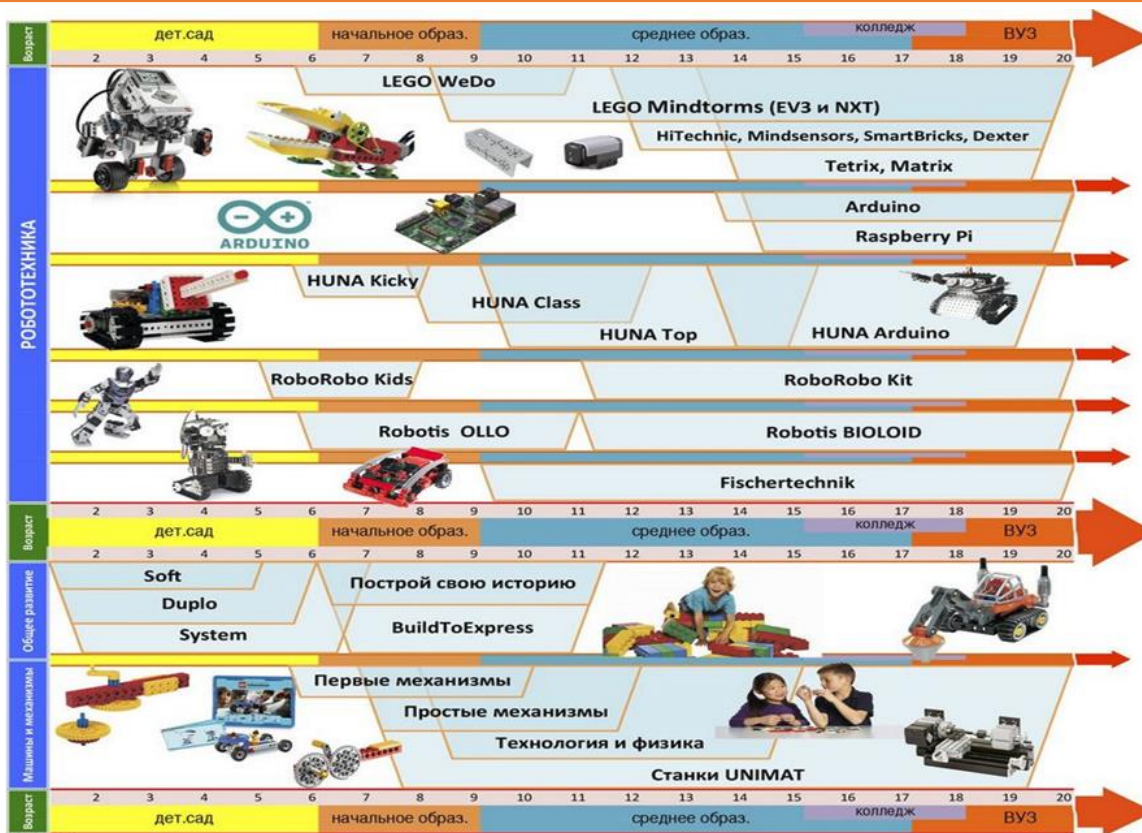 Возраст
дет.сад
начальное образ.
среднее образ.
колледж
ВУЗ
2 3 4 5 6 7 8 9 10 11 12 13 14 15 16 17 18 19 20
РОБОТОТЕХНИКА
LEGO WeDo
LEGO Mindtorms (EV3 и NXT)
HiTechnic, Mindsensors, SmartBricks, Dexter
Tetrix, Matrix
ARDUINO
Arduino
Raspberry Pi
HUNA Kicky
HUNA Class
HUNA Top
HUNA Arduino
RoboRobo Kids
RoboRobo Kit
Robotis OLLO
Robotis BIOLOID
Fischertechnik
2 3 4 5 6 7 8 9 10 11 12 13 14 15 16 17 18 19 20
Возраст
дет.сад
начальное образ.
среднее образ.
колледж
ВУЗ
2 3 4 5 6 7 8 9 10 11 12 13 14 15 16 17 18 19 20
Общее развитие
Soft
Duplo
System
Построй свою историю
BuildToExpress
Машины и механизмы
Первые механизмы
Простые механизмы
Технология и физика
Станки UNIMAT
2 3 4 5 6 7 8 9 10 11 12 13 14 15 16 17 18 19 20
Возраст
дет.сад
начальное образ.
среднее образ.
колледж
ВУЗ